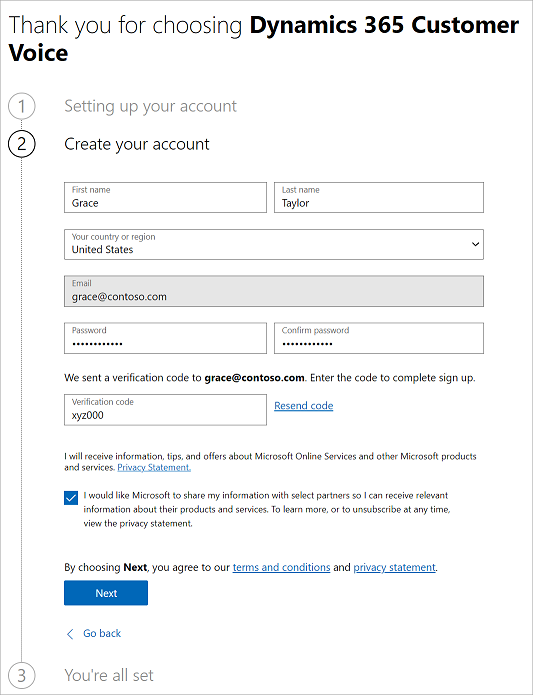 Thank you for choosing Dynamics 365 Customer
Voice
1 Setting up your account
2 Create your account
First name
Grace
Last name
Taylor
Your country or region
United States
Email
grace@contoso.com
Password
••••••••••••
Confirm password
••••••••••••
We sent a verification code to grace@contoso.com. Enter the code to complete sign up.
Verification code
xyz000
Resend code
I will receive information, tips, and offers about Microsoft Online Services and other Microsoft products
and services. Privacy Statement.
I would like Microsoft to share my information with select partners so I can receive relevant
information about their products and services. To learn more, or to unsubscribe at any time,
view the privacy statement.
By choosing Next, you agree to our terms and conditions and privacy statement.
Next
Go back
3 You're all set